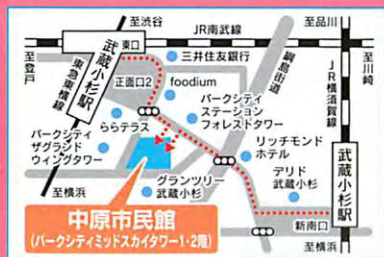 至渋谷
JR南武線
至品川
至登戸
武蔵小杉駅
東口
正面口2
東急東横線
三井住友銀行
foodium
綱島街道
JR横須賀線
至川崎
パークシティ
ステーション
フォレストタワー
ららテラス
パークシティ
ザグランド
ウィングタワー
リッチモンド
ホテル
デリド
武蔵小杉
武蔵小杉駅
グランツリー
武蔵小杉
至横浜
新南口
至横浜
中原市民館
(パークシティミッドスカイタワー1・2階)